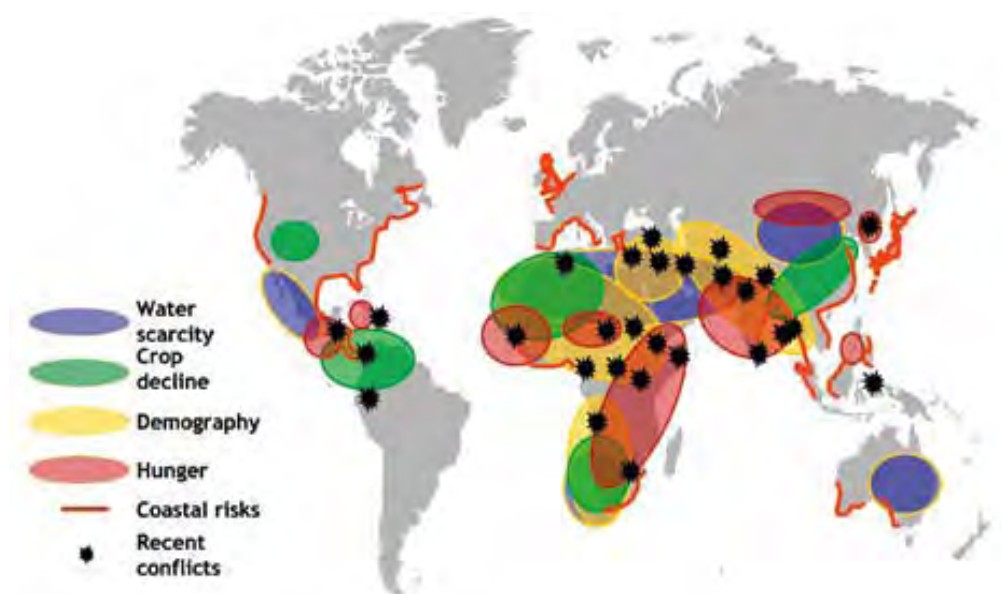 Water
scarcity
Crop
decline
Demography
Hunger
Coastal risks
Recent
conflicts